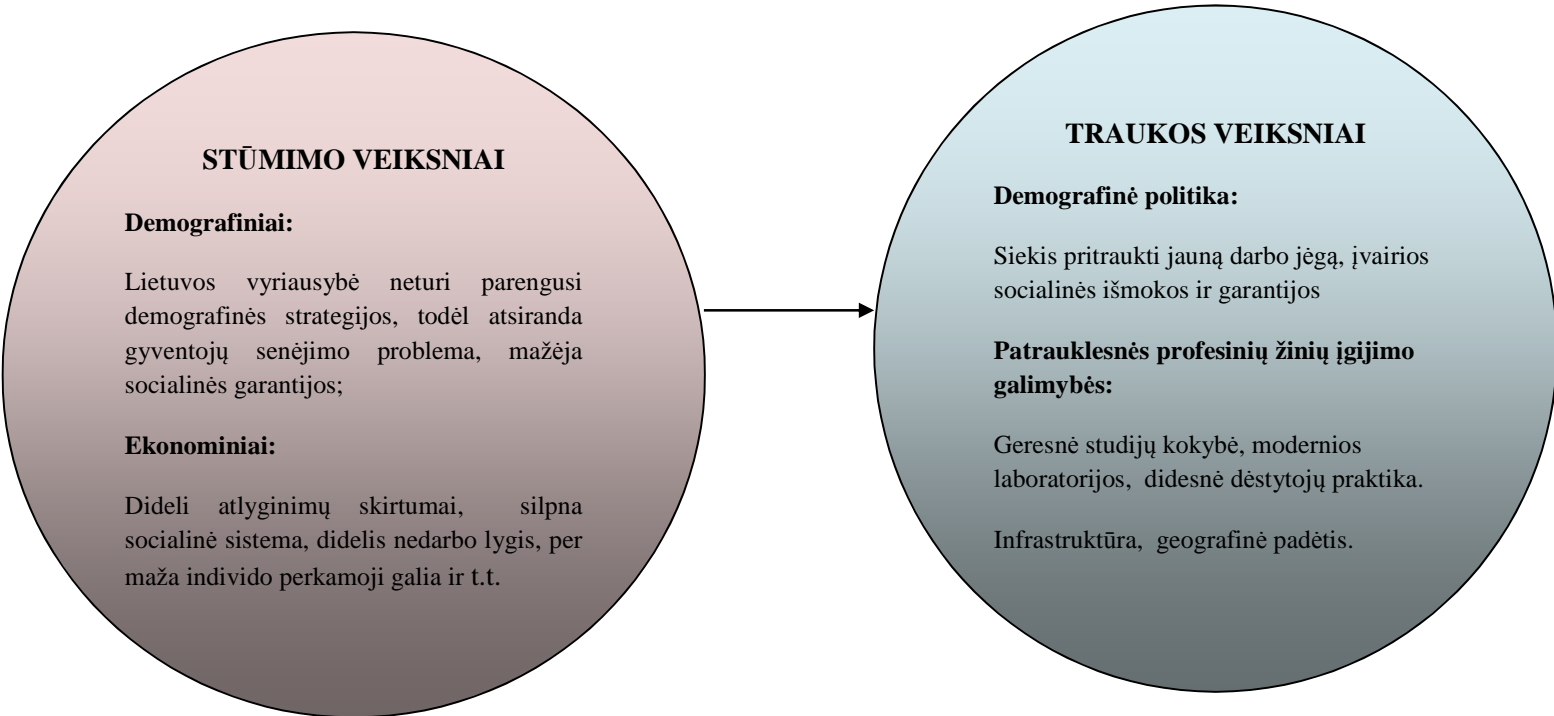 STŪMIMO VEIKSNIAI
Demografiniai:
Lietuvos vyriausybė neturi parengusi
demografinės strategijos, todėl atsiranda
gyventojų senėjimo problema, mažėja
socialinės garantijos;
Ekonominiai:
Dideli atlyginimų skirtumai, silpna
socialinė sistema, didelis nedarbo lygis, per
maža individo perkamoji galia ir t.t.
TRAUKOS VEIKSNIAI
Demografinė politika:
Siekis pritraukti jauną darbo jėgą, įvairios
socialinės išmokos ir garantijos
Patrauklesnės profesinių žinių įgijimo
galimybės:
Geresnė studijų kokybė, modernios
laboratorijos, didesnė dėstytojų praktika.
Infrastruktūra, geografinė padėtis.